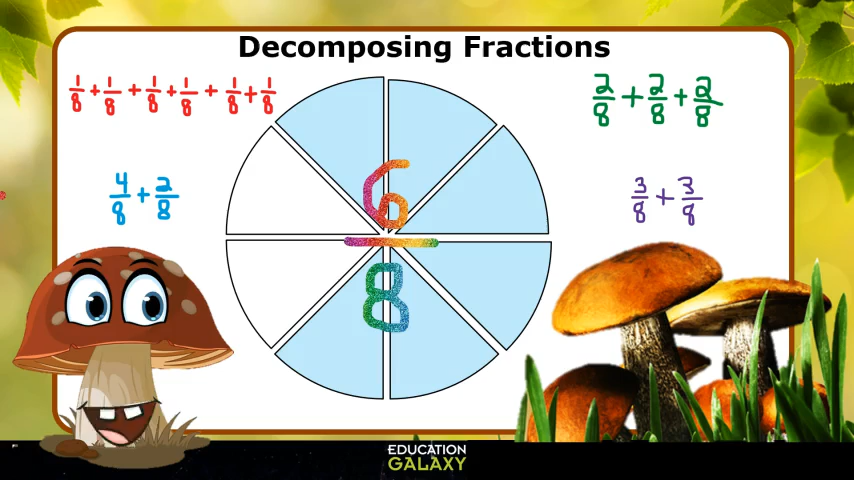 Decomposing Fractions
1/8 + 1/8 + 1/8 + 1/8 + 1/8 + 1/8
2/8 + 2/8 + 2/8
4/8 + 2/8
3/8 + 3/8
6/8
EDUCATION
GALAXY